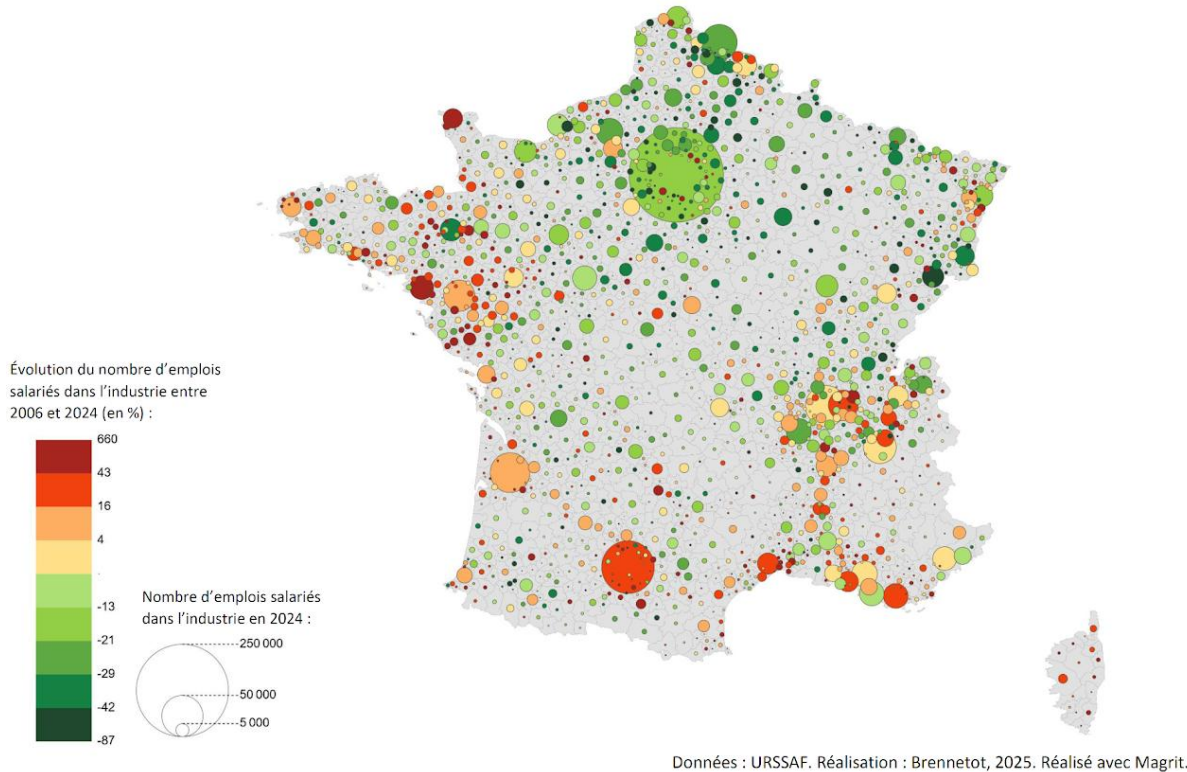 Évolution du nombre d'emplois
salariés dans l'industrie entre
2006 et 2024 (en %) :
660
43
16
4
-13
-21
-29
-42
-87
Nombre d'emplois salariés
dans l'industrie en 2024 :
250 000
50 000
5 000
Données : URSSAF. Réalisation : Brennetot, 2025. Réalisé avec Magrit.